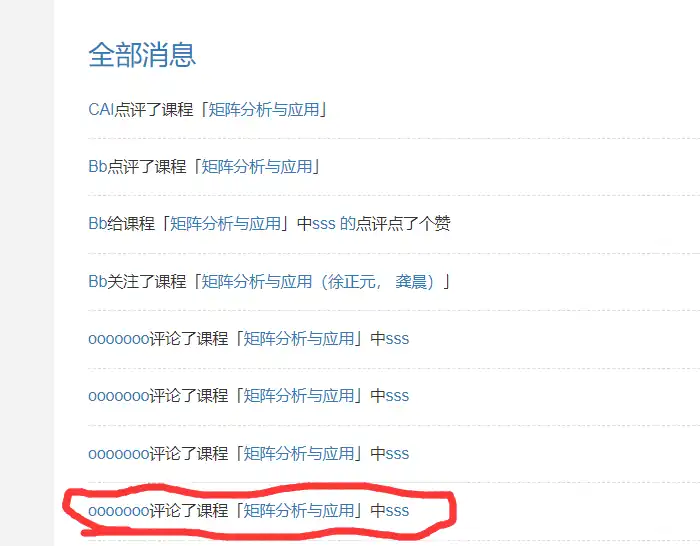 全部消息
CAI点评了课程「矩阵分析与应用」
Bb点评了课程「矩阵分析与应用」
Bb给课程「矩阵分析与应用」中sss 的点评点了个赞
Bb关注了课程「矩阵分析与应用（徐正元， 龚晨）」
ooooooo评论了课程「矩阵分析与应用」中sss
ooooooo评论了课程「矩阵分析与应用」中sss
ooooooo评论了课程「矩阵分析与应用」中sss
ooooooo评论了课程「矩阵分析与应用」中sss